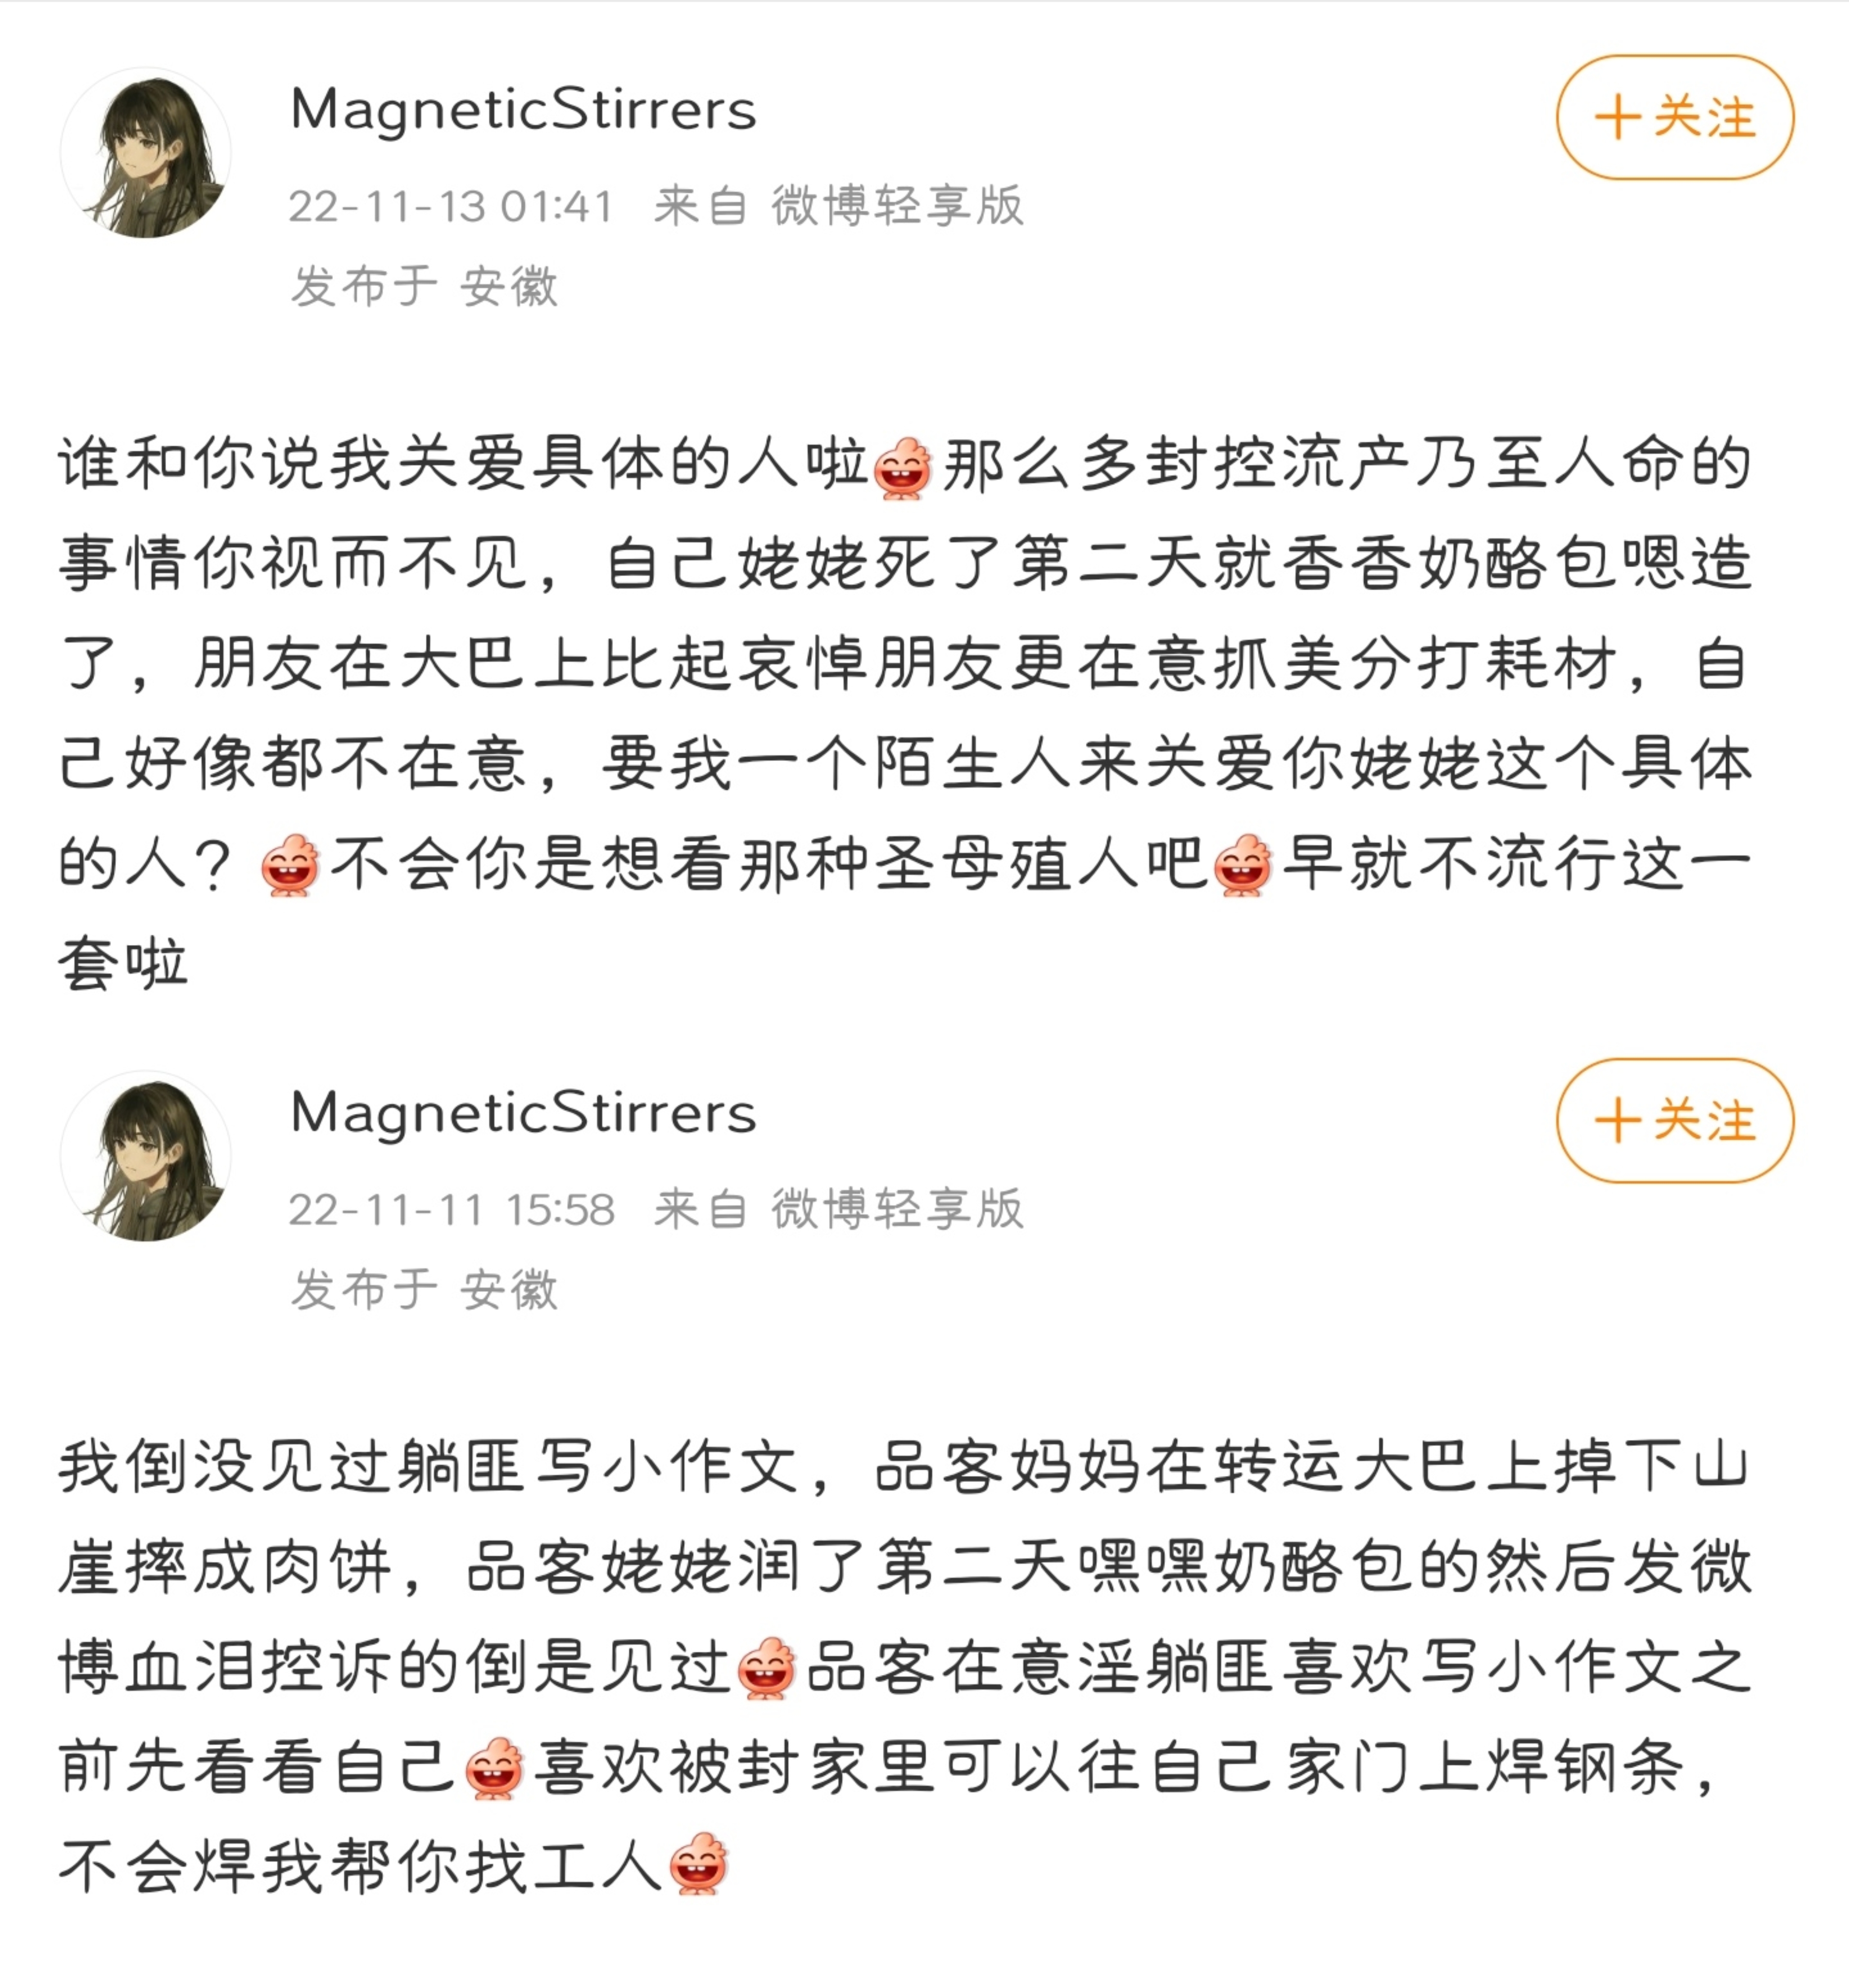 MagneticStirrers
+关注
22-11-13 01:41 来自 微博轻享版
发布于 安徽
谁和你说我关爱具体的人啦那么多封控流产乃至人命的
事情你视而不见，自己姥姥死了第二天就香香奶酪包嗯造
了，朋友在大巴上比起哀悼朋友更在意抓美分打耗材，自
己好像都不在意，要我一个陌生人来关爱你姥姥这个具体
的人？不会你是想看那种圣母殖人吧早就不流行这一
套啦
MagneticStirrers
+关注
22-11-11 15:58 来自 微博轻享版
发布于 安徽
我倒没见过躺匪写小作文，品客妈妈在转运大巴上掉下山
崖摔成肉饼，品客姥姥润了第二天嘿嘿奶酪包的然后发微
博血泪控诉的倒是见过品客在意淫躺匪喜欢写小作文之
前先看看自己喜欢被封家里可以往自己家门上焊钢条，
不会焊我帮你找工人